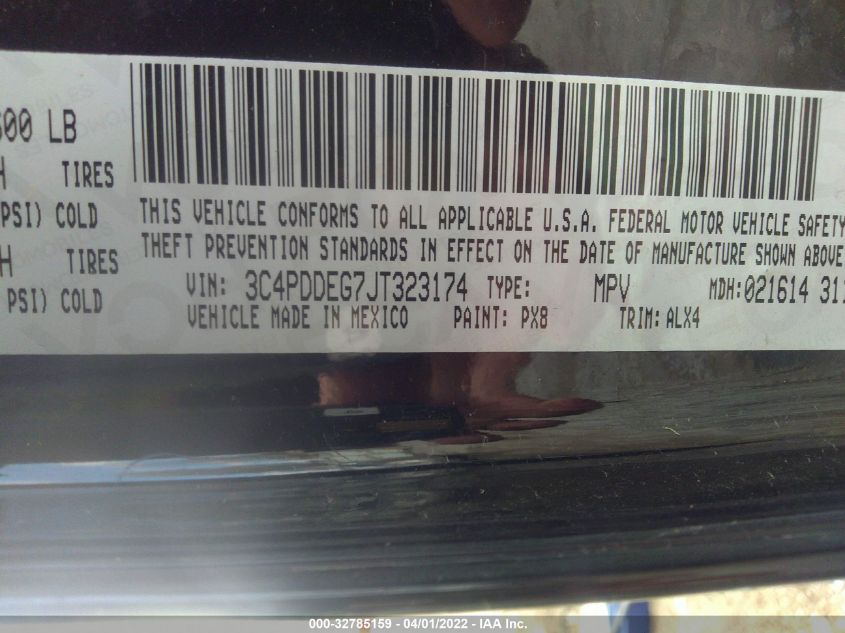 600 LB
H TIRES
PSI) COLD
H TIRES
PSI) COLD
THIS VEHICLE CONFORMS TO ALL APPLICABLE U.S.A. FEDERAL MOTOR VEHICLE SAFETY
THEFT PREVENTION STANDARDS IN EFFECT ON THE DATE OF MANUFACTURE SHOWN ABOVE
VIN: 3C4PDDEG7JT323174 TYPE: MPV MDH:021614 311
VEHICLE MADE IN MEXICO PAINT: PX8 TRIM: ALX4
000-32785159 - 04/01/2022 - IAA Inc.